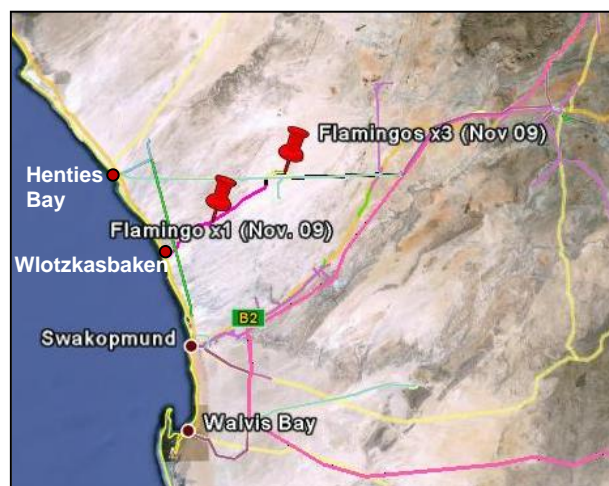 Flamingos x3 (Nov 09)
Henties
Bay
Flamingo x1 (Nov. 09)
Wlotzkasbaken
B2
Swakopmund
Walvis Bay